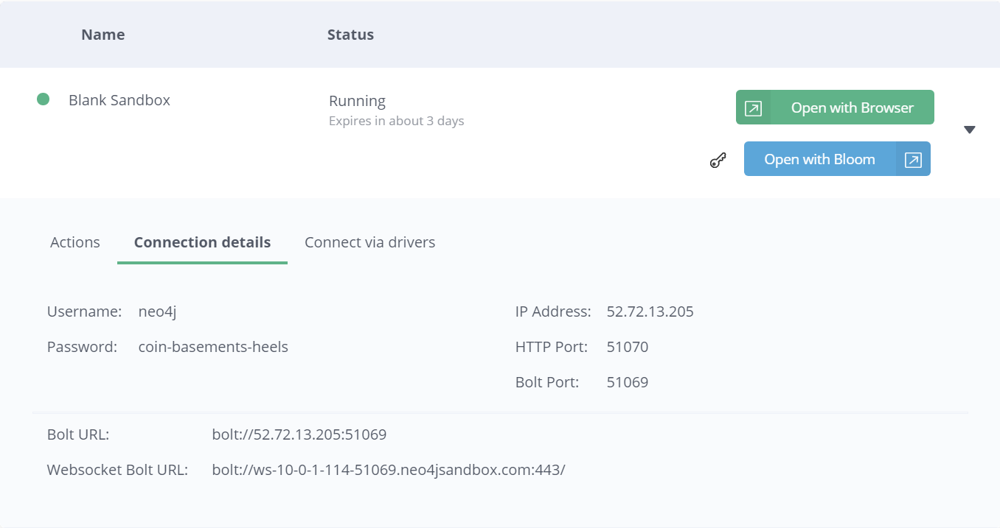 Name Status
Blank Sandbox Running Open with Browser
Expires in about 3 days
Open with Bloom
Actions Connection details Connect via drivers
Username: neo4j IP Address: 52.72.13.205
Password: coin-basements-heels HTTP Port: 51070
Bolt Port: 51069
Bolt URL: bolt://52.72.13.205:51069
Websocket Bolt URL: bolt://ws-10-0-1-114-51069.neo4jsandbox.com:443/